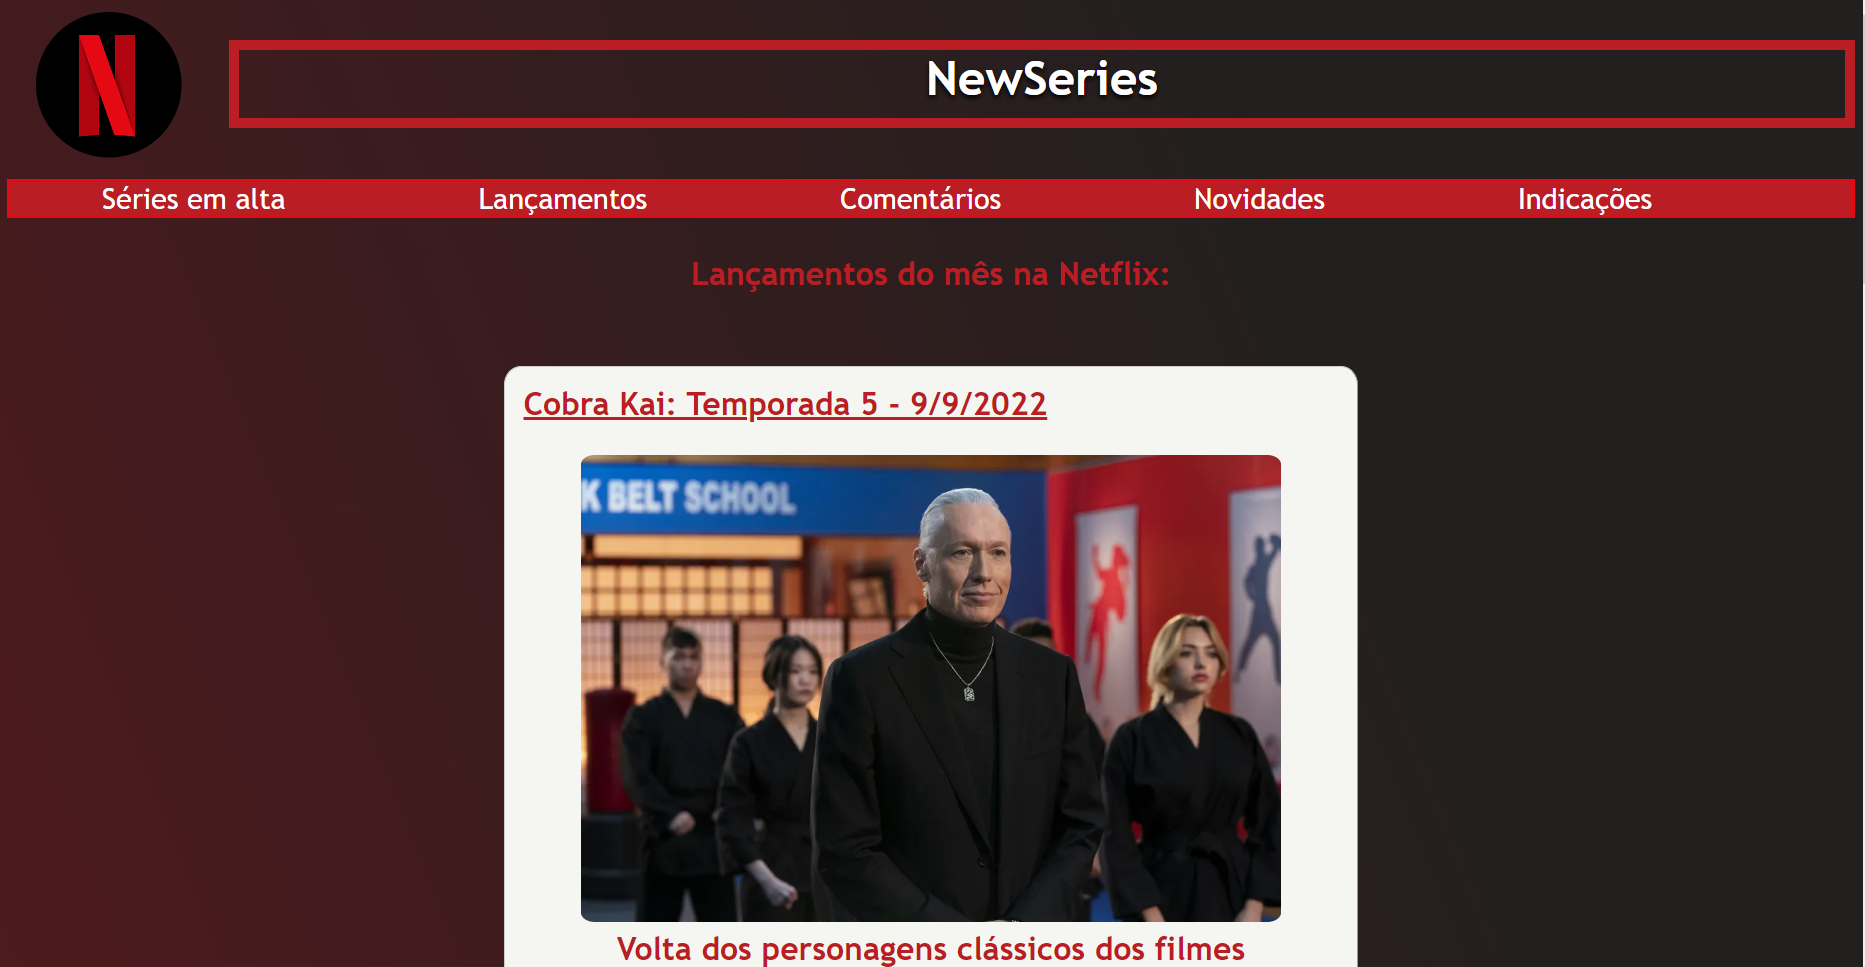 N
NewSeries
Séries em alta Lançamentos Comentários Novidades Indicações
Lançamentos do mês na Netflix:
Cobra Kai: Temporada 5 - 9/9/2022
K BELT SCHOOL
Volta dos personagens clássicos dos filmes